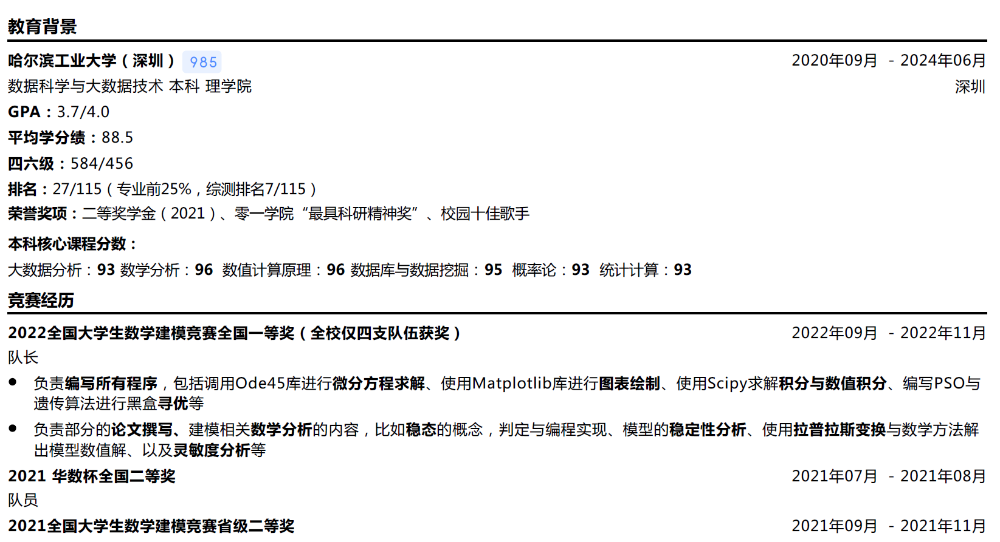 教育背景
哈尔滨工业大学（深圳） 985 2020年09月 - 2024年06月
数据科学与大数据技术 本科 理学院 深圳
GPA：3.7/4.0
平均学分绩：88.5
四六级：584/456
排名：27/115（专业前25%，综测排名7/115）
荣誉奖项：二等奖学金（2021）、零一学院“最具科研精神奖”、校园十佳歌手
本科核心课程分数：
大数据分析：93 数学分析：96 数值计算原理：96 数据库与数据挖掘：95 概率论：93 统计计算：93
竞赛经历
2022全国大学生数学建模竞赛全国一等奖（全校仅四支队伍获奖） 2022年09月 - 2022年11月
队长
● 负责编写所有程序，包括调用Ode45库进行微分方程求解、使用Matplotlib库进行图表绘制、使用Scipy求解积分与数值积分、编写PSO与
遗传算法进行黑盒寻优等
● 负责部分的论文撰写、建模相关数学分析的内容，比如稳态的概念，判定与编程实现、模型的稳定性分析、使用拉普拉斯变换与数学方法解
出模型数值解、以及灵敏度分析等
2021 华数杯全国二等奖 2021年07月 - 2021年08月
队员
2021全国大学生数学建模竞赛省级二等奖 2021年09月 - 2021年11月